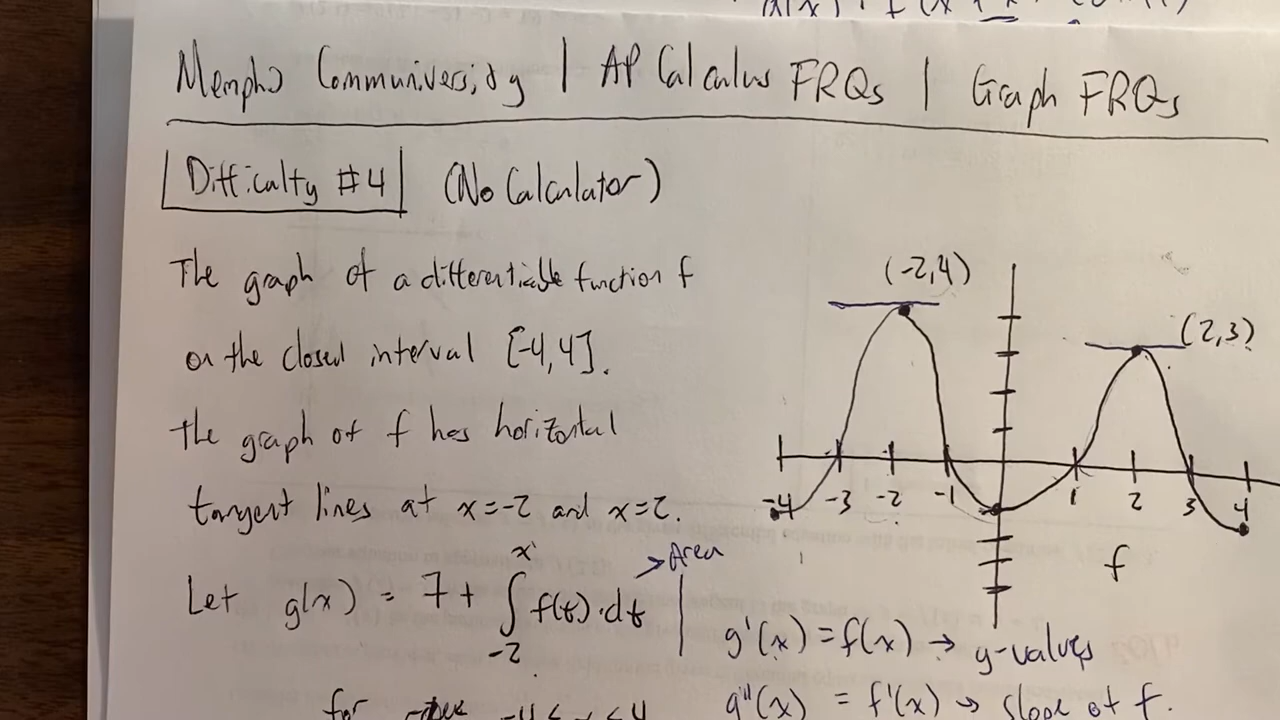 Memphis Communiversity | AP Calculus FRQs | Graph FRQs
Difficulty #4 (No Calculator)
The graph of a differentiable function f
on the closed interval [-4,4].
The graph of f has horizontal
tangent lines at x=-2 and x=2.
Let g(x) = 7 + ∫_{-2}^{x} f(t)·dt
→Area
g'(x) = f(x) → y-values
g''(x) = f'(x) → slope of f.
for
(-2,4)
(2,3)
-4 -3 -2 -1 1 2 3 4
f